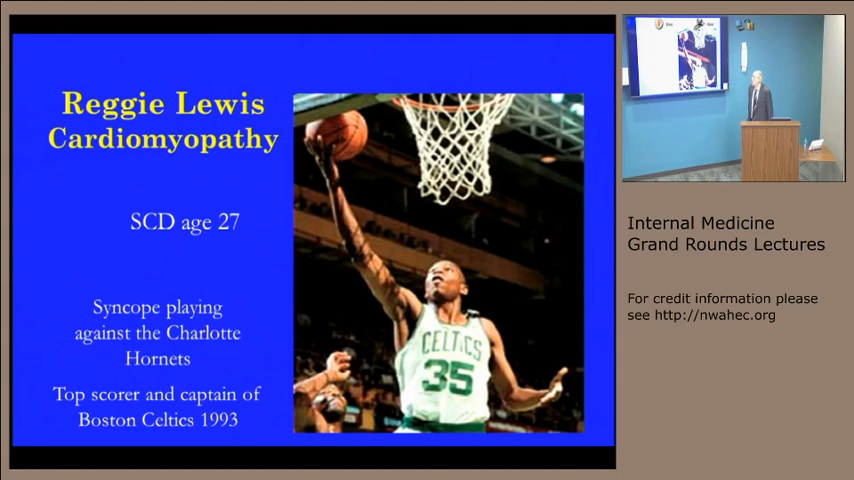 Reggie Lewis
Cardiomyopathy
SCD age 27
Syncope playing
against the Charlotte
Hornets
Top scorer and captain of
Boston Celtics 1993
CELTICS
35
Internal Medicine
Grand Rounds Lectures
For credit information please
see http://nwahec.org